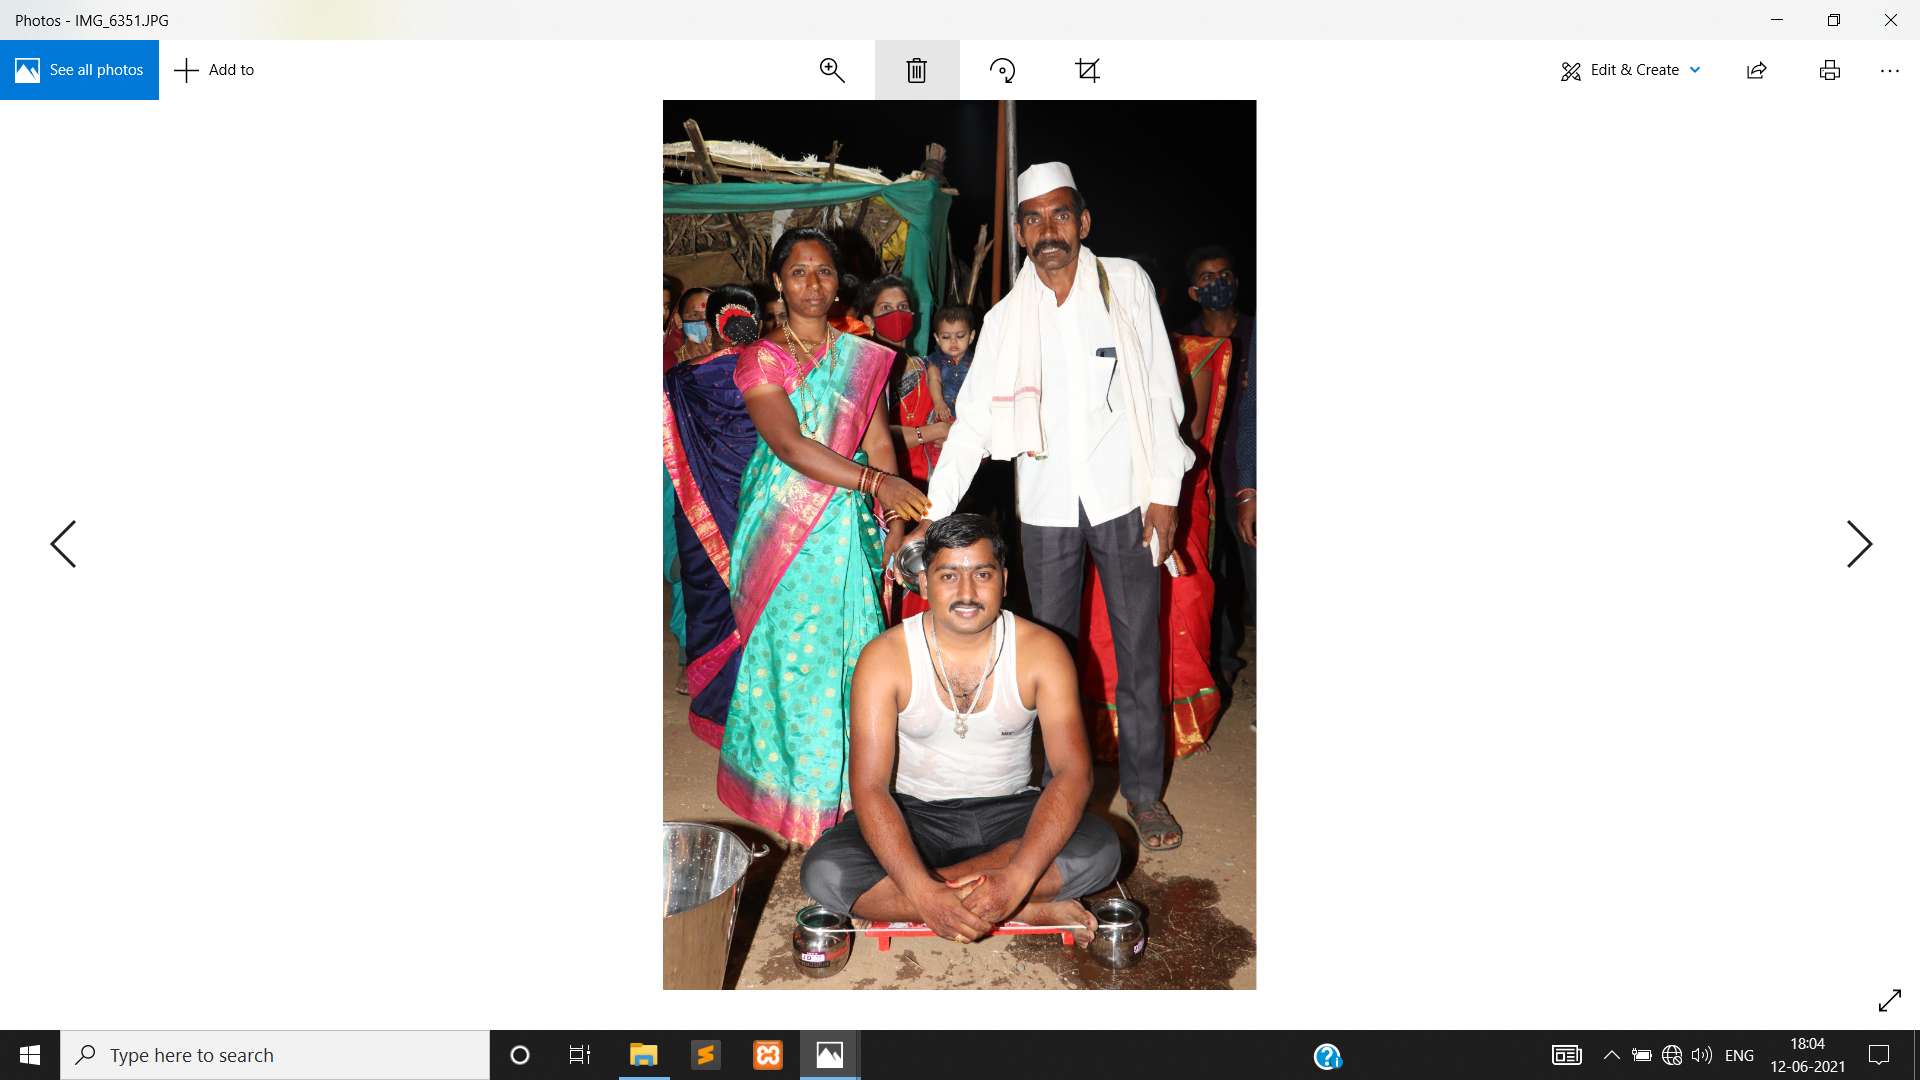 Photos - IMG_6351.JPG
See all photos
Add to
Edit & Create
Type here to search
ENG
18:04
12-06-2021